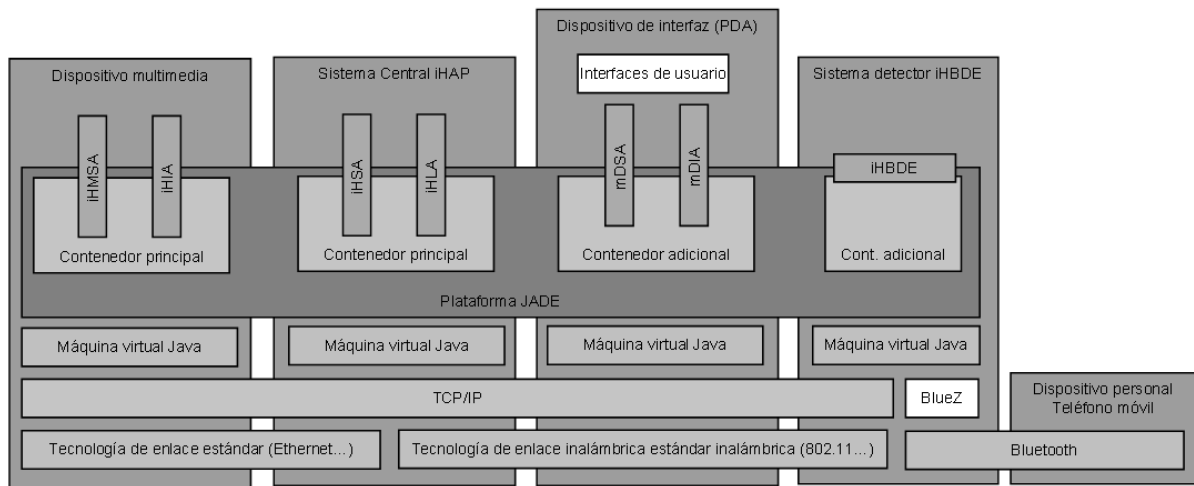 Dispositivo de interfaz (PDA)
Dispositivo multimedia
Sistema Central iHAP
Interfaces de usuario
Sistema detector iHBDE
iHMSA
iHIA
iHSA
iHLA
mDSA
mDIA
iHBDE
Contenedor principal
Contenedor principal
Contenedor adicional
Cont. adicional
Plataforma JADE
Máquina virtual Java
Máquina virtual Java
Máquina virtual Java
Máquina virtual Java
TCP/IP
BlueZ
Dispositivo personal
Teléfono móvil
Tecnología de enlace estándar (Ethernet...)
Tecnología de enlace inalámbrica estándar inalámbrica (802.11...)
Bluetooth